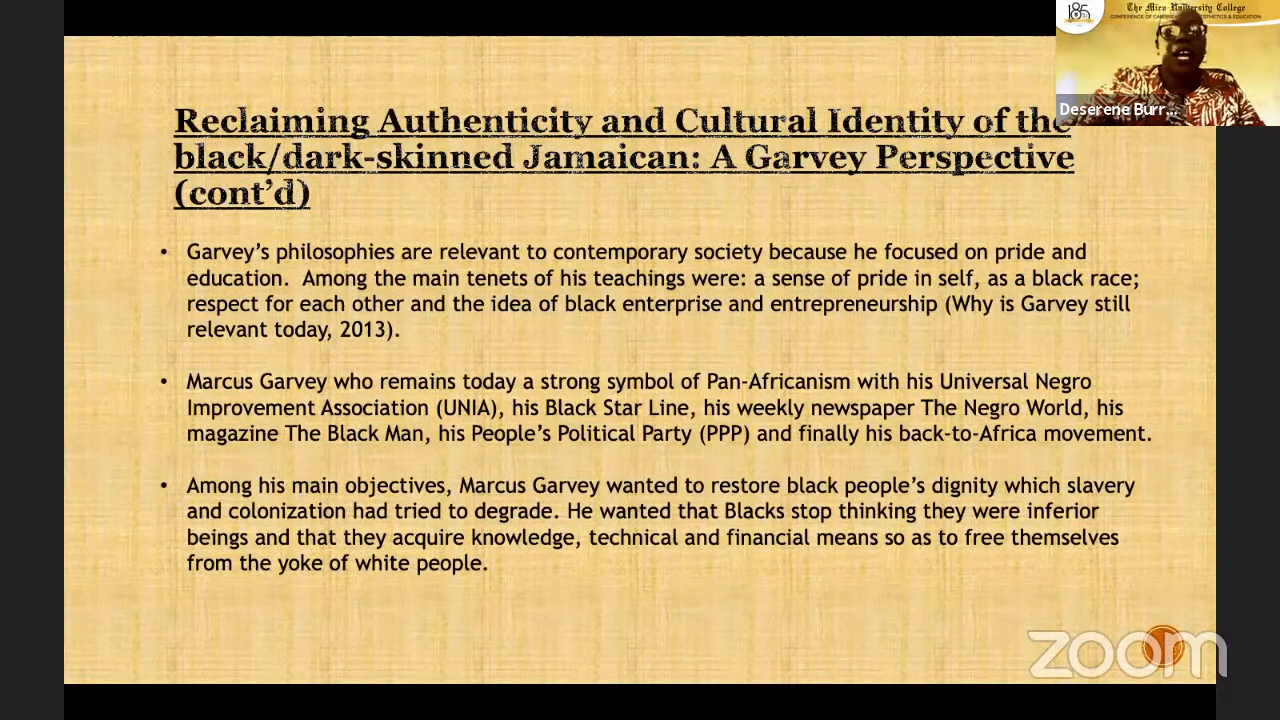 185
The Mico University College
Deserene Burr...
Reclaiming Authenticity and Cultural Identity of the
black/dark-skinned Jamaican: A Garvey Perspective
(cont’d)
• Garvey’s philosophies are relevant to contemporary society because he focused on pride and
education.  Among the main tenets of his teachings were: a sense of pride in self, as a black race;
respect for each other and the idea of black enterprise and entrepreneurship (Why is Garvey still
relevant today, 2013).
• Marcus Garvey who remains today a strong symbol of Pan-Africanism with his Universal Negro
Improvement Association (UNIA), his Black Star Line, his weekly newspaper The Negro World, his
magazine The Black Man, his People’s Political Party (PPP) and finally his back-to-Africa movement.
• Among his main objectives, Marcus Garvey wanted to restore black people’s dignity which slavery
and colonization had tried to degrade. He wanted that Blacks stop thinking they were inferior
beings and that they acquire knowledge, technical and financial means so as to free themselves
from the yoke of white people.
zoom